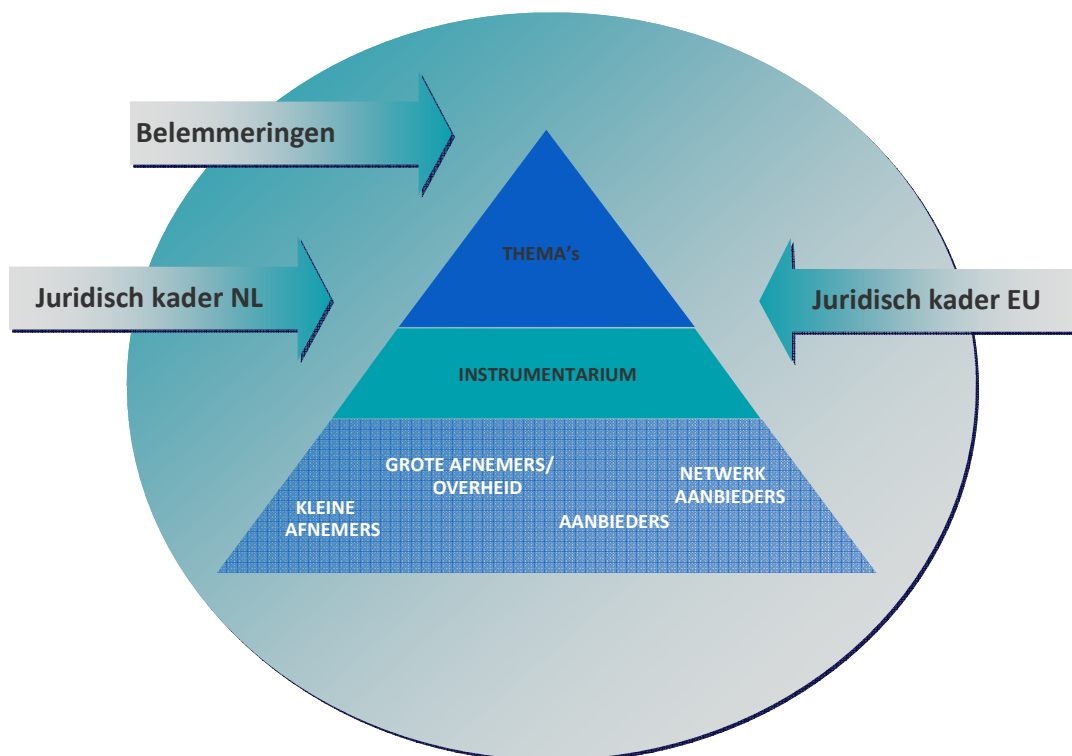 Belemmeringen
THEMA's
Juridisch kader NL
Juridisch kader EU
INSTRUMENTARIUM
GROTE AFNEMERS/
OVERHEID
NETWERK
AANBIEDERS
KLEINE
AFNEMERS
AANBIEDERS